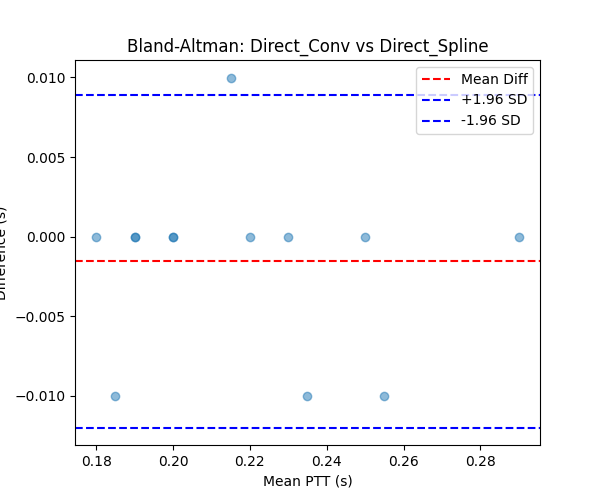 Bland-Altman: Direct_Conv vs Direct_Spline
Mean Diff
+1.96 SD
-1.96 SD
0.010
0.005
0.000
−0.005
−0.010
Difference (s)
0.18 0.20 0.22 0.24 0.26 0.28
Mean PTT (s)